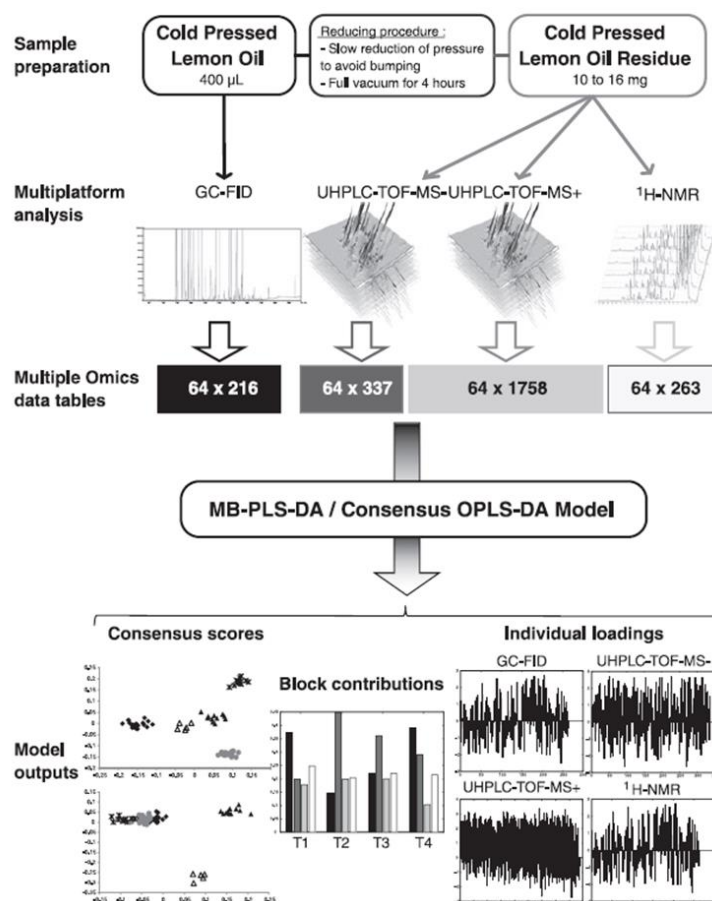 Sample
preparation
Cold Pressed
Lemon Oil
400 µL
Reducing procedure :
- Slow reduction of pressure
to avoid bumping
- Full vacuum for 4 hours
Cold Pressed
Lemon Oil Residue
10 to 16 mg
Multiplatform
analysis
GC-FID
UHPLC-TOF-MS-
UHPLC-TOF-MS+
¹H-NMR
Multiple Omics
data tables
64 x 216
64 x 337
64 x 1758
64 x 263
MB-PLS-DA / Consensus OPLS-DA Model
Model
outputs
Consensus scores
Block contributions
T1 T2 T3 T4
Individual loadings
GC-FID
UHPLC-TOF-MS-
UHPLC-TOF-MS+
¹H-NMR